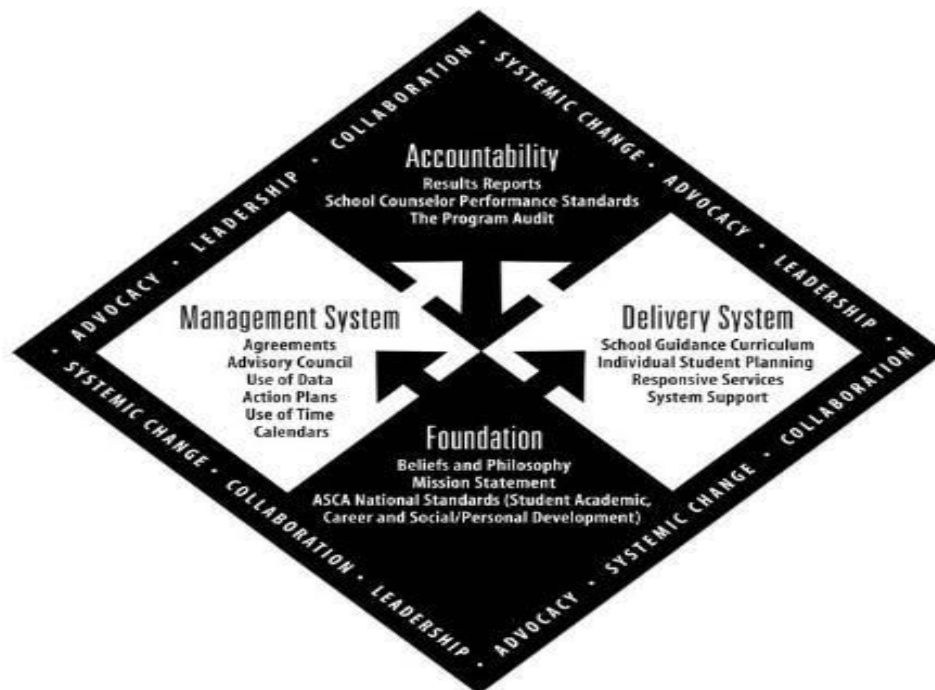 ADVOCACY • LEADERSHIP • COLLABORATION •
SYSTEMIC CHANGE • ADVOCACY • LEADERSHIP •
Accountability
Results Reports
School Counselor Performance Standards
The Program Audit
Management System
Agreements
Advisory Council
Use of Data
Action Plans
Use of Time
Calendars
Delivery System
School Guidance Curriculum
Individual Student Planning
Responsive Services
System Support
Foundation
Beliefs and Philosophy
Mission Statement
ASCA National Standards (Student Academic,
Career and Social/Personal Development)
• SYSTEMIC CHANGE • COLLABORATION • LEADERSHIP •
ADVOCACY • SYSTEMIC CHANGE • COLLABORATION